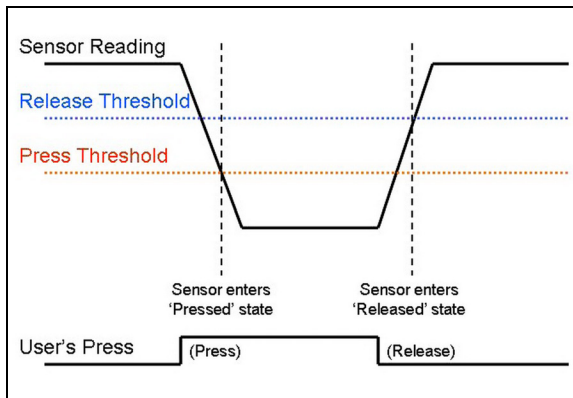 Sensor Reading
Release Threshold
Press Threshold
Sensor enters
'Pressed' state
Sensor enters
'Released' state
User's Press
(Press)
(Release)